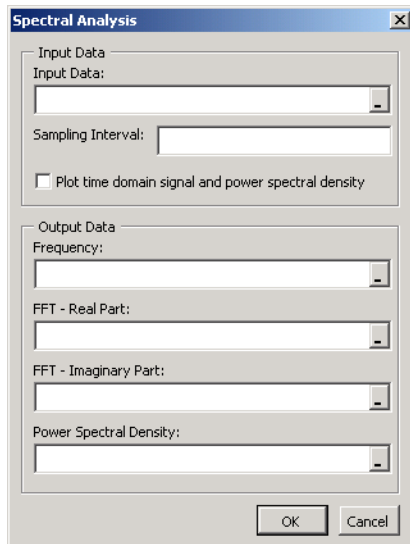 Spectral Analysis
Input Data
Input Data:
Sampling Interval:
Plot time domain signal and power spectral density
Output Data
Frequency:
FFT - Real Part:
FFT - Imaginary Part:
Power Spectral Density:
OK Cancel